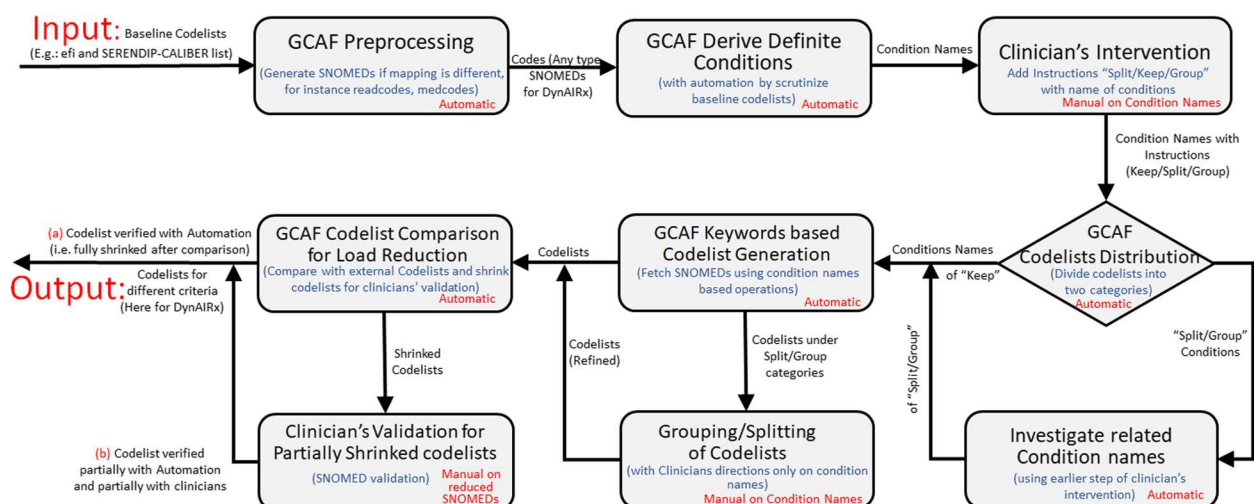 Input: Baseline Codelists
(E.g.: efi and SERENDIP-CALIBER list)
GCAF Preprocessing
(Generate SNOMEDs if mapping is different,
for instance readcodes, medcodes)
Automatic
Codes (Any type
SNOMEDs
for DynAIRx)
GCAF Derive Definite
Conditions
(with automation by scrutinize
baseline codelists)
Automatic
Condition Names
Clinician's Intervention
Add Instructions “Split/Keep/Group”
with name of conditions
Manual on Condition Names
Condition Names with
Instructions
(Keep/Split/Group)
GCAF
Codelists Distribution
(Divide codelists into
two categories)
Automatic
“Split/Group”
Conditions
Investigate related
Condition names
(using earlier step of clinician's
intervention)
Automatic
of “Split/Group”
Conditions Names
of “Keep”
GCAF Keywords based
Codelist Generation
(Fetch SNOMEDs using condition names
based operations)
Automatic
Codelists under
Split/Group
categories
Grouping/Splitting
of Codelists
(with Clinicians directions only on condition
names)
Manual on Condition Names
Codelists
(Refined)
Codelists
GCAF Codelist Comparison
for Load Reduction
(Compare with external Codelists and shrink
codelists for clinicians' validation)
Automatic
Shrinked
Codelists
Clinician's Validation for
Partially Shrinked codelists
(SNOMED validation)
Manual on
reduced
SNOMEDs
(a) Codelist verified with Automation
(i.e. fully shrinked after comparison)
Output:
Codelists for
different criteria
(Here for DynAIRx)
(b) Codelist verified
partially with Automation
and partially with clinicians